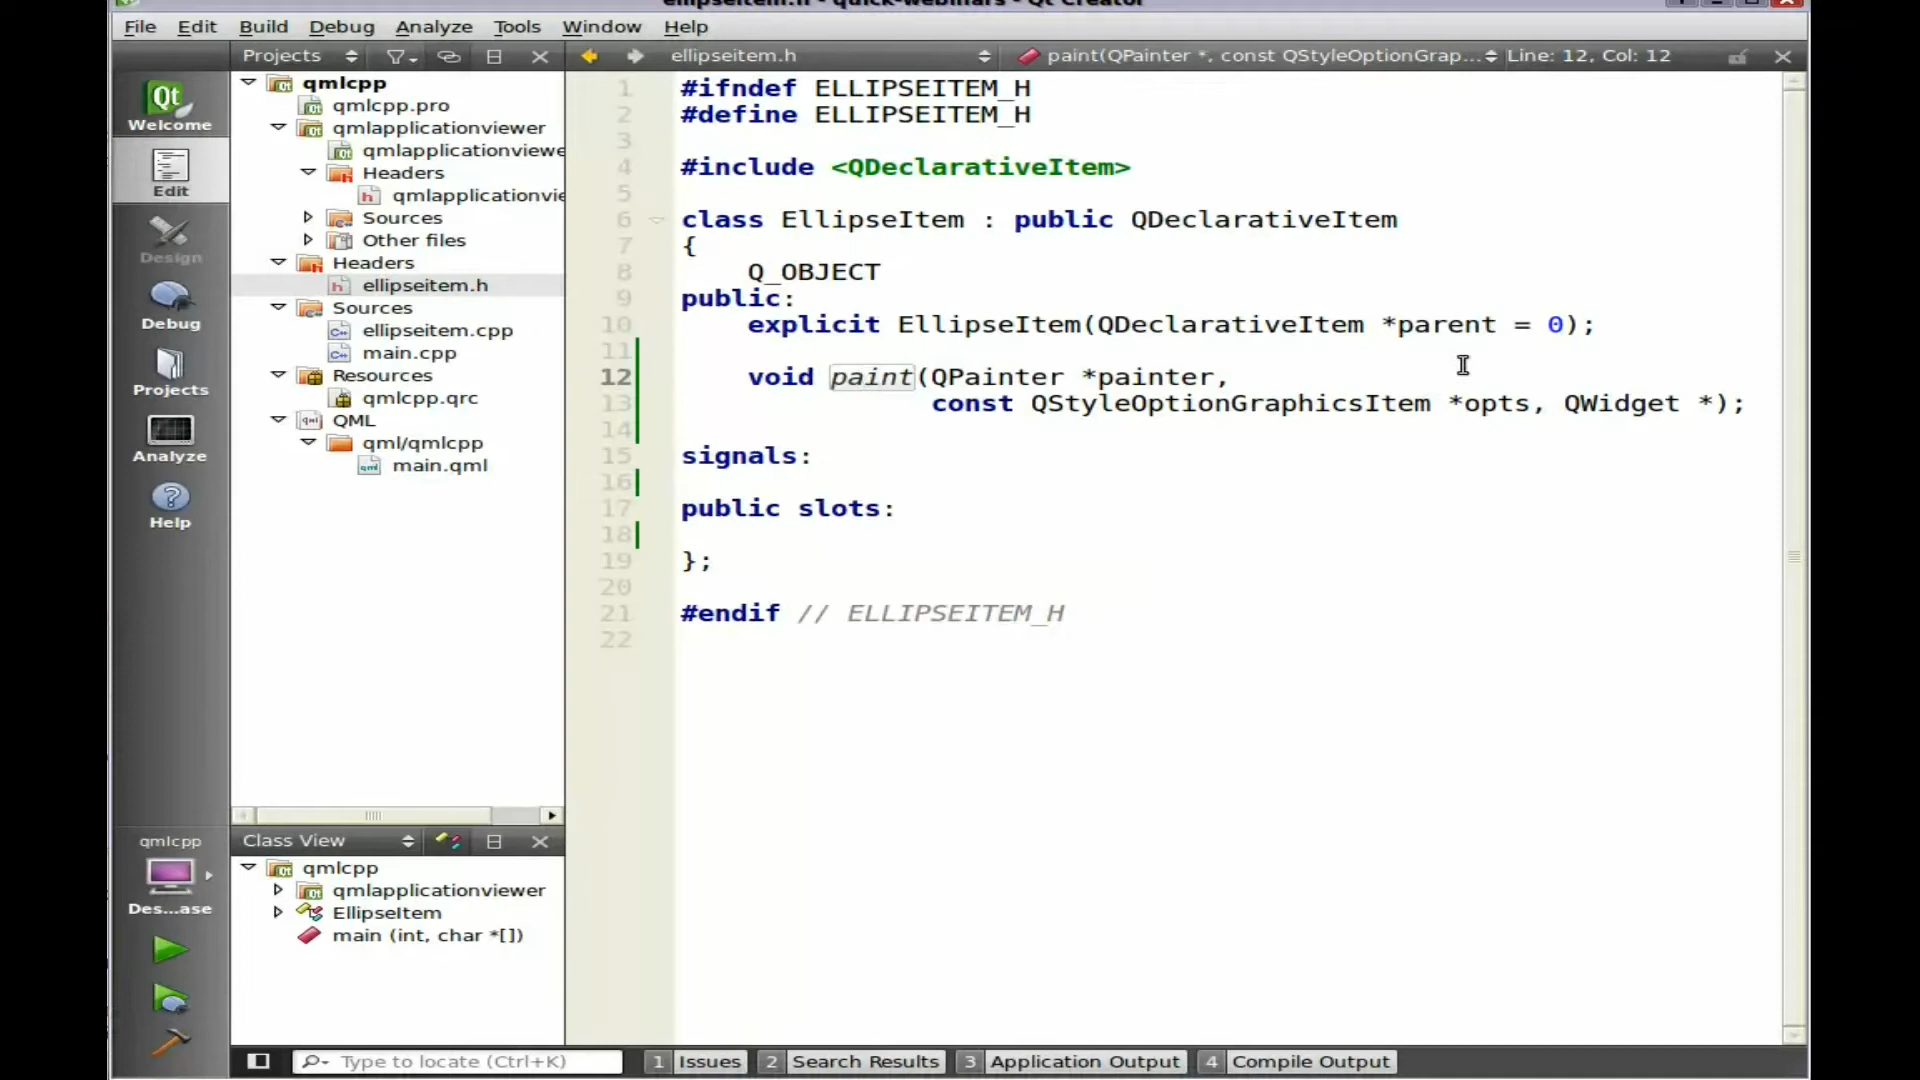 ellipseitem.h - quick-webinars - Qt Creator
File Edit Build Debug Analyze Tools Window Help
Projects
ellipseitem.h
paint(QPainter *, const QStyleOptionGrap... Line: 12, Col: 12
Welcome
Edit
Design
Debug
Projects
Analyze
Help
qmlcpp
Des...ase
qmlcpp
qmlcpp.pro
qmlapplicationviewer
qmlapplicationviewe
Headers
qmlapplicationvie
Sources
Other files
Headers
ellipseitem.h
Sources
ellipseitem.cpp
main.cpp
Resources
qmlcpp.qrc
QML
qml/qmlcpp
main.qml
Class View
qmlcpp
qmlapplicationviewer
EllipseItem
main (int, char *[])
1 #ifndef ELLIPSEITEM_H
2 #define ELLIPSEITEM_H
3
4 #include <QDeclarativeItem>
5
6 class EllipseItem : public QDeclarativeItem
7 {
8 Q_OBJECT
9 public:
10 explicit EllipseItem(QDeclarativeItem *parent = 0);
11
12 void paint(QPainter *painter,
13 const QStyleOptionGraphicsItem *opts, QWidget *);
14
15 signals:
16
17 public slots:
18
19 };
20
21 #endif // ELLIPSEITEM_H
22
Type to locate (Ctrl+K) 1 Issues 2 Search Results 3 Application Output 4 Compile Output